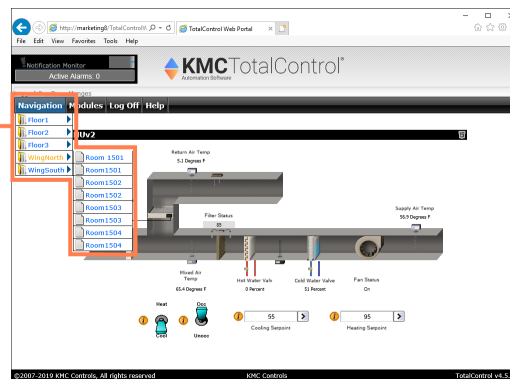 http://marketing8/TotalControl/\
TotalControl Web Portal
File Edit View Favorites Tools Help
Notification Monitor
Active Alarms: 0
KMCTotalControl®
Automation Software
Navigation Modules Log Off Help
Floor1
Floor2
Floor3
WingNorth
WingSouth
Room 1501
Room1501
Room1502
Room1502
Room1503
Room1503
Room1504
Room1504
Uv2
Return Air Temp
5.1 Degrees F
Supply Air Temp
56.9 Degrees F
Filter Status
85
Mixed Air
Temp
65.4 Degrees F
Hot Water Valv
0 Percent
Cold Water Valve
51 Percent
Fan Status
On
Heat
Cool
Occ
Unocc
55
Cooling Setpoint
95
Heating Setpoint
©2007-2019 KMC Controls, All rights reserved
KMC Controls
TotalControl v4.5.